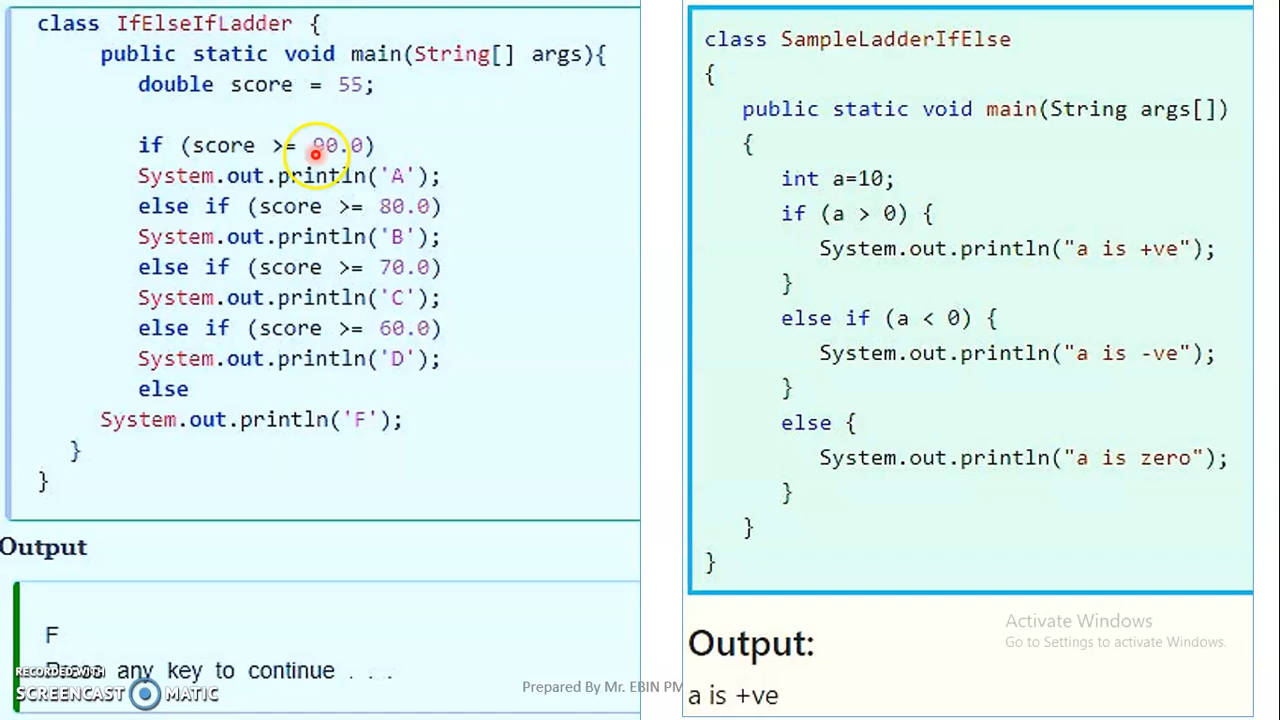 class IfElseIfLadder {
public static void main(String[] args){
double score = 55;
if (score >= 90.0)
System.out.println('A');
else if (score >= 80.0)
System.out.println('B');
else if (score >= 70.0)
System.out.println('C');
else if (score >= 60.0)
System.out.println('D');
else
System.out.println('F');
}
}
Output
F
Press any key to continue . . .
RECORDED WITH
SCREENCAST MATIC
class SampleLadderIfElse
{
public static void main(String args[])
{
int a=10;
if (a > 0) {
System.out.println("a is +ve");
}
else if (a < 0) {
System.out.println("a is -ve");
}
else {
System.out.println("a is zero");
}
}
}
Activate Windows
Go to Settings to activate Windows.
Output:
Prepared By Mr. EBIN PM
a is +ve